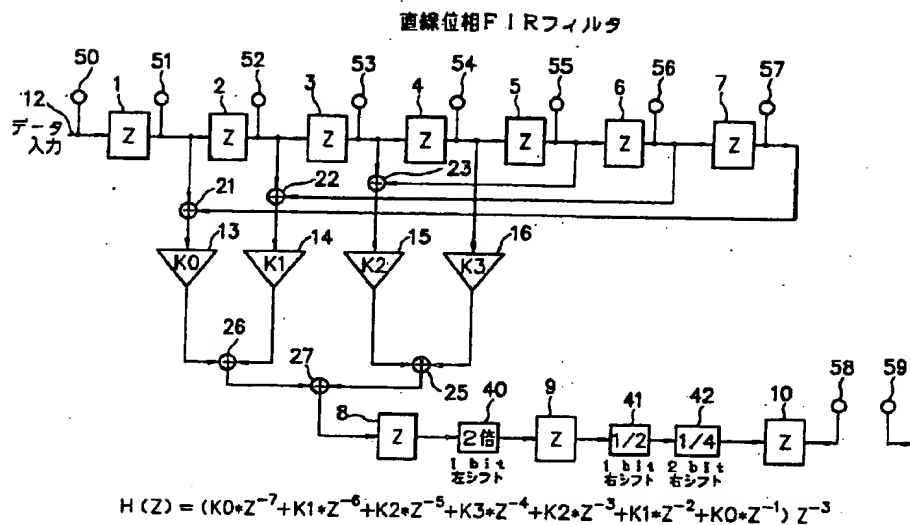 直線位相FIRフィルタ
50
51
52
53
54
55
56
57
1
2
3
4
5
6
7
12
データ
入力
Z
Z
Z
Z
Z
Z
Z
21
22
23
13
14
15
16
K0
K1
K2
K3
26
27
25
58
59
8
40
9
41
42
10
Z
2倍
Z
1/2
1/4
Z
1 bit
左シフト
1 bit
右シフト
2 bit
右シフト
H(Z)=(K0*Z⁻⁷+K1*Z⁻⁶+K2*Z⁻⁵+K3*Z⁻⁴+K2*Z⁻³+K1*Z⁻²+K0*Z⁻¹) Z⁻³